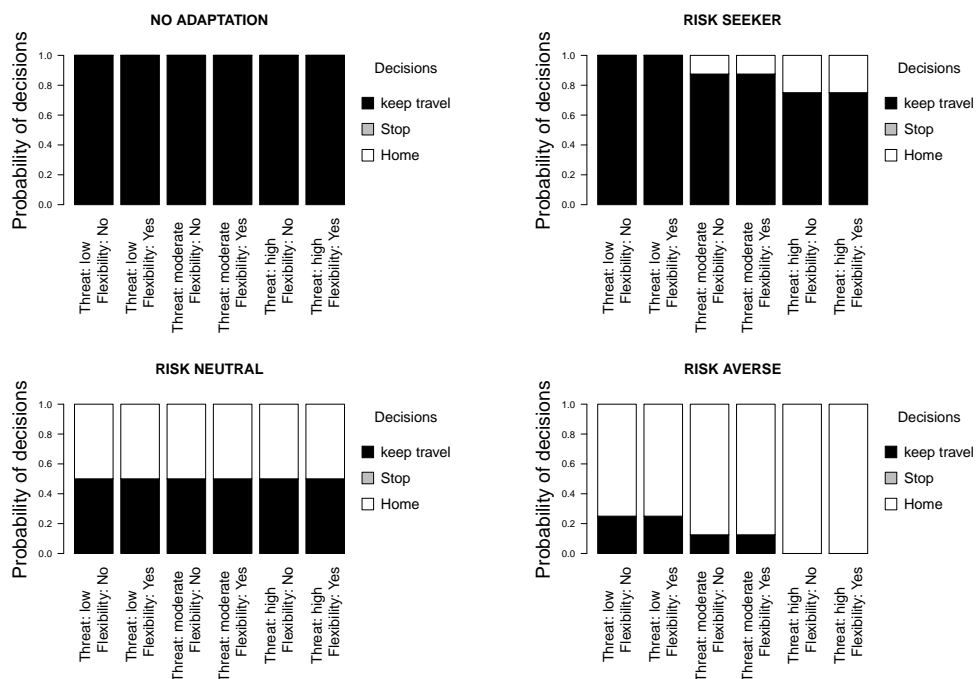 NO ADAPTATION
Probability of decisions
1.0
0.8
0.6
0.4
0.2
0.0
Threat: low
Flexibility: No
Threat: low
Flexibility: Yes
Threat: moderate
Flexibility: No
Threat: moderate
Flexibility: Yes
Threat: high
Flexibility: No
Threat: high
Flexibility: Yes
Decisions
keep travel
Stop
Home
RISK SEEKER
Probability of decisions
1.0
0.8
0.6
0.4
0.2
0.0
Threat: low
Flexibility: No
Threat: low
Flexibility: Yes
Threat: moderate
Flexibility: No
Threat: moderate
Flexibility: Yes
Threat: high
Flexibility: No
Threat: high
Flexibility: Yes
Decisions
keep travel
Stop
Home
RISK NEUTRAL
Probability of decisions
1.0
0.8
0.6
0.4
0.2
0.0
Threat: low
Flexibility: No
Threat: low
Flexibility: Yes
Threat: moderate
Flexibility: No
Threat: moderate
Flexibility: Yes
Threat: high
Flexibility: No
Threat: high
Flexibility: Yes
Decisions
keep travel
Stop
Home
RISK AVERSE
Probability of decisions
1.0
0.8
0.6
0.4
0.2
0.0
Threat: low
Flexibility: No
Threat: low
Flexibility: Yes
Threat: moderate
Flexibility: No
Threat: moderate
Flexibility: Yes
Threat: high
Flexibility: No
Threat: high
Flexibility: Yes
Decisions
keep travel
Stop
Home